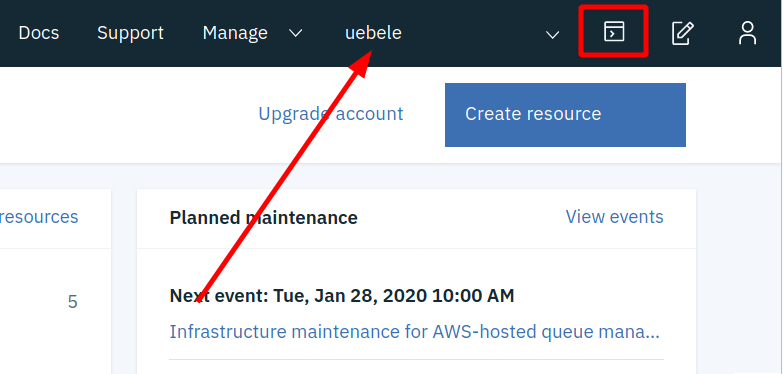 Docs Support Manage uebele
Upgrade account Create resource
resources Planned maintenance View events
Next event: Tue, Jan 28, 2020 10:00 AM
5
Infrastructure maintenance for AWS-hosted queue mana...